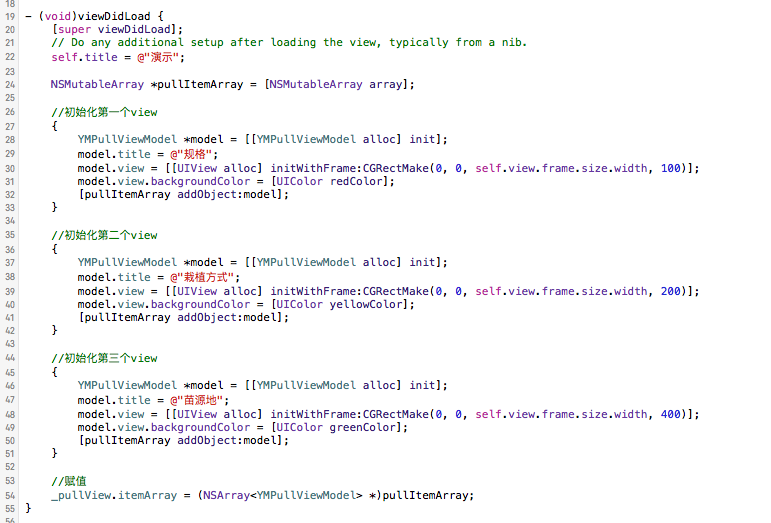 18
19 - (void)viewDidLoad {
20     [super viewDidLoad];
21     // Do any additional setup after loading the view, typically from a nib.
22     self.title = @"演示";
23
24     NSMutableArray *pullItemArray = [NSMutableArray array];
25
26     //初始化第一个view
27     {
28         YMPullViewModel *model = [[YMPullViewModel alloc] init];
29         model.title = @"规格";
30         model.view = [[UIView alloc] initWithFrame:CGRectMake(0, 0, self.view.frame.size.width, 100)];
31         model.view.backgroundColor = [UIColor redColor];
32         [pullItemArray addObject:model];
33     }
34
35     //初始化第二个view
36     {
37         YMPullViewModel *model = [[YMPullViewModel alloc] init];
38         model.title = @"栽植方式";
39         model.view = [[UIView alloc] initWithFrame:CGRectMake(0, 0, self.view.frame.size.width, 200)];
40         model.view.backgroundColor = [UIColor yellowColor];
41         [pullItemArray addObject:model];
42     }
43
44     //初始化第三个view
45     {
46         YMPullViewModel *model = [[YMPullViewModel alloc] init];
47         model.title = @"苗源地";
48         model.view = [[UIView alloc] initWithFrame:CGRectMake(0, 0, self.view.frame.size.width, 400)];
49         model.view.backgroundColor = [UIColor greenColor];
50         [pullItemArray addObject:model];
51     }
52
53     //赋值
54     _pullView.itemArray = (NSArray<YMPullViewModel> *)pullItemArray;
55 }
56